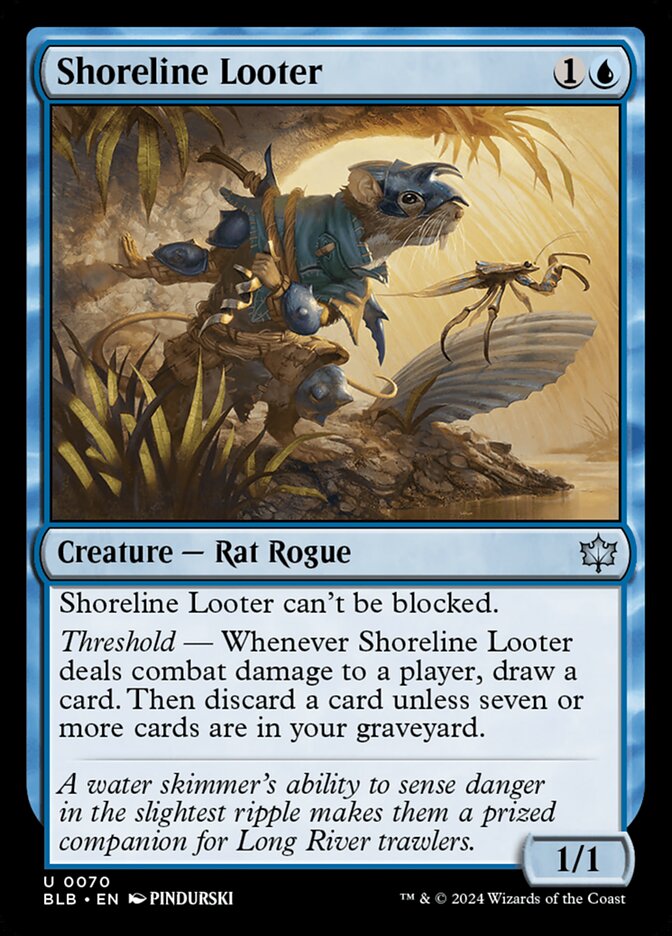 Shoreline Looter 1
Creature — Rat Rogue
Shoreline Looter can't be blocked.
Threshold — Whenever Shoreline Looter
deals combat damage to a player, draw a
card. Then discard a card unless seven or
more cards are in your graveyard.
A water skimmer's ability to sense danger
in the slightest ripple makes them a prized
companion for Long River trawlers.
1/1
U 0070
BLB • EN PINDURSKI ™ & © 2024 Wizards of the Coast